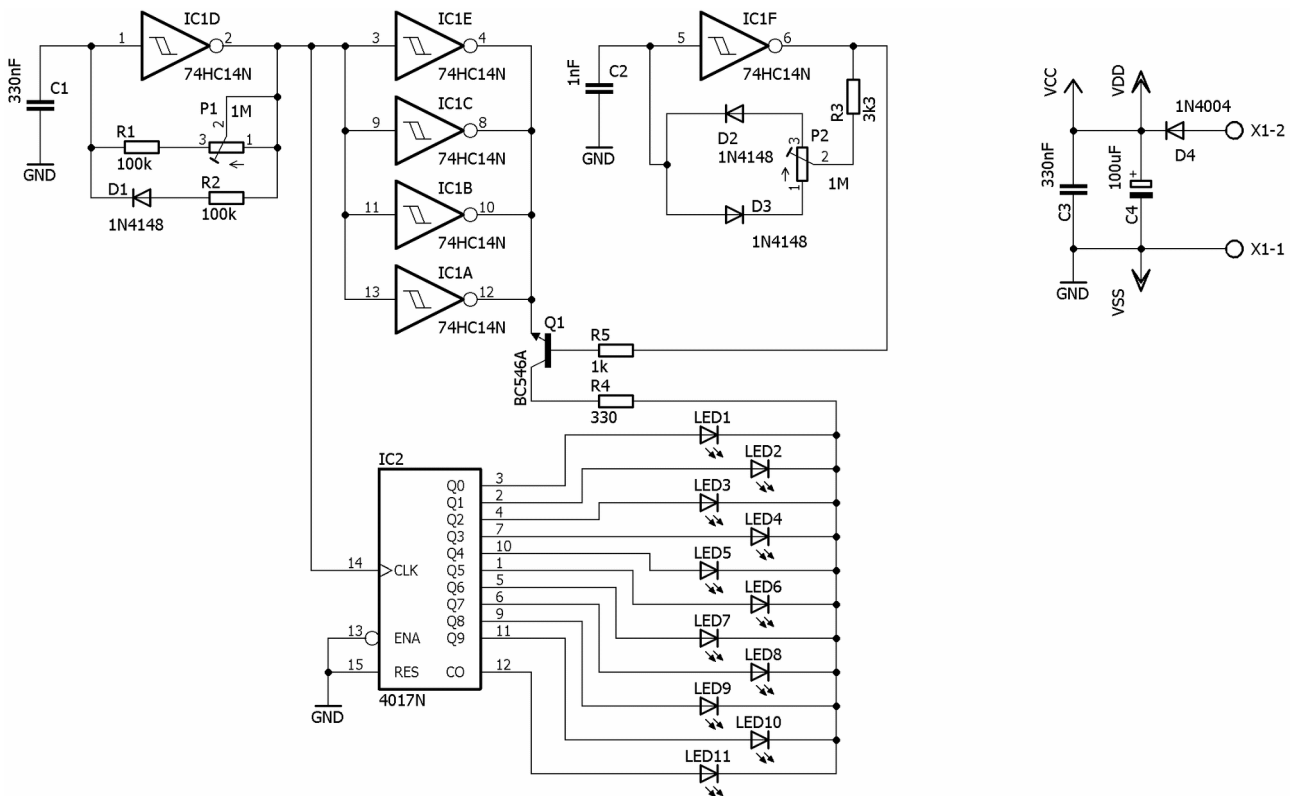 IC1D
1
2
74HC14N
330nF
C1
GND
P1
1M
2
3
1
R1
100k
D1
1N4148
R2
100k
IC1E
3
4
74HC14N
IC1C
9
8
74HC14N
IC1B
11
10
74HC14N
IC1A
13
12
74HC14N
IC1F
5
6
74HC14N
1nF
C2
GND
D2
1N4148
3
P2
2
1
1M
R3
3k3
D3
1N4148
Q1
BC546A
R5
1k
R4
330
VCC
VDD
1N4004
X1-2
D4
330nF
C3
100uF
+
C4
X1-1
GND
VSS
IC2
14
CLK
13
ENA
15
RES
GND
4017N
Q0
3
Q1
2
Q2
4
Q3
7
Q4
10
Q5
1
Q6
5
Q7
6
Q8
9
Q9
11
CO
12
LED1
LED2
LED3
LED4
LED5
LED6
LED7
LED8
LED9
LED10
LED11